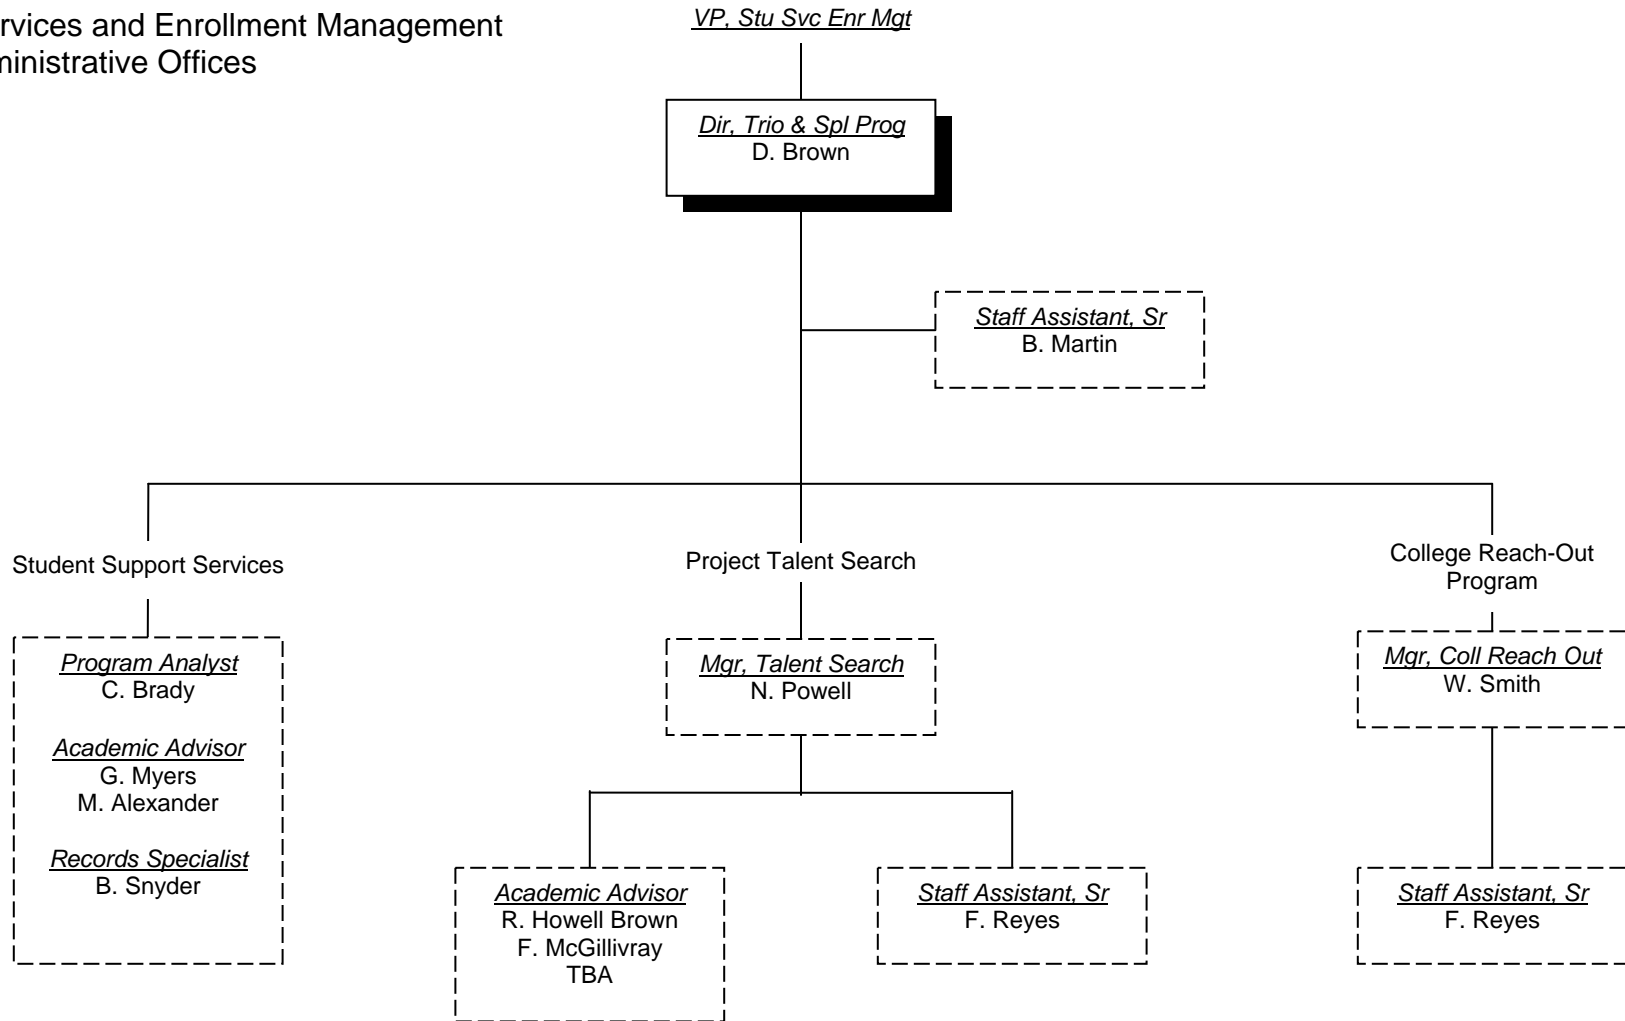 rvices and Enrollment Management
ministrative Offices
VP, Stu Svc Enr Mgt
Dir, Trio & Spl Prog
D. Brown
Staff Assistant, Sr
B. Martin
Student Support Services
Project Talent Search
College Reach-Out
Program
Program Analyst
C. Brady
Academic Advisor
G. Myers
M. Alexander
Records Specialist
B. Snyder
Mgr, Talent Search
N. Powell
Mgr, Coll Reach Out
W. Smith
Academic Advisor
R. Howell Brown
F. McGillivray
TBA
Staff Assistant, Sr
F. Reyes
Staff Assistant, Sr
F. Reyes